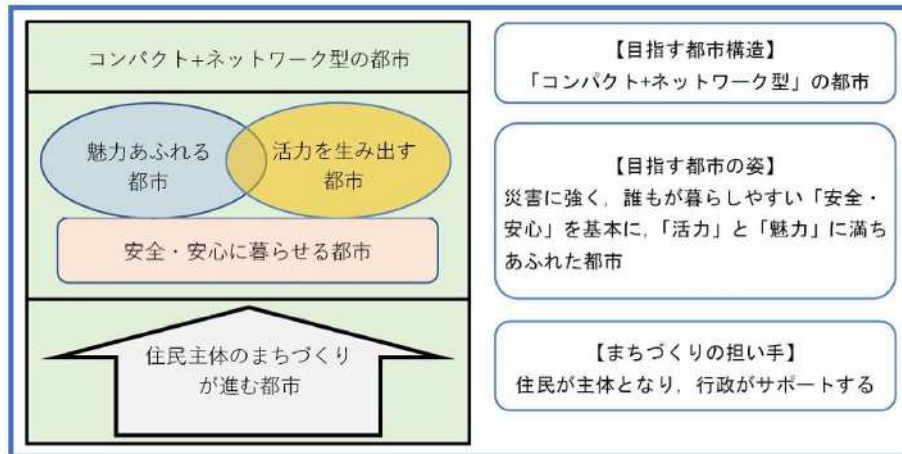 コンパクト+ネットワーク型の都市
魅力あふれる
都市
活力を生み出す
都市
安全・安心に暮らせる都市
住民主体のまちづくり
が進む都市
【目指す都市構造】
「コンパクト+ネットワーク型」の都市
【目指す都市の姿】
災害に強く，誰もが暮らしやすい「安全・
安心」を基本に，「活力」と「魅力」に満ち
あふれた都市
【まちづくりの担い手】
住民が主体となり，行政がサポートする